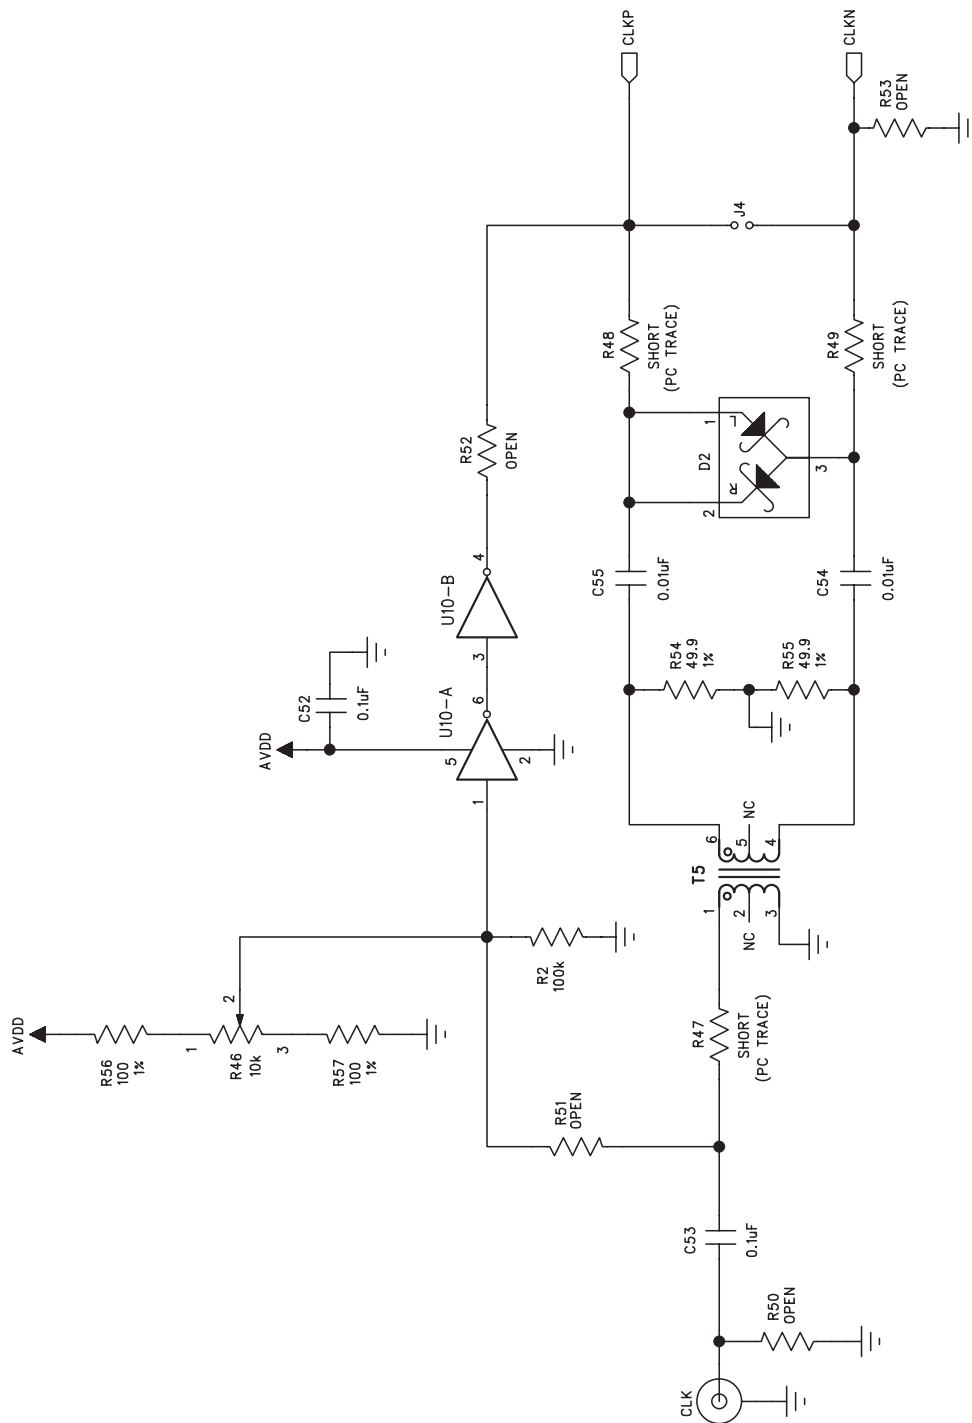 CLKP
CLKN
R53
OPEN
J4
R48
SHORT
(PC TRACE)
R49
SHORT
(PC TRACE)
R52
OPEN
D2
1
L
2
R
3
C55
0.01uF
C54
0.01uF
U10-B
4
3
R54
49.9
1%
R55
49.9
1%
C52
0.1uF
AVDD
U10-A
6
5
2
1
T5
6
5
NC
4
1
2
NC
3
R2
100k
AVDD
R56
100
1%
1
R46
10k
2
3
R57
100
1%
R47
SHORT
(PC TRACE)
R51
OPEN
C53
0.1uF
R50
OPEN
CLK